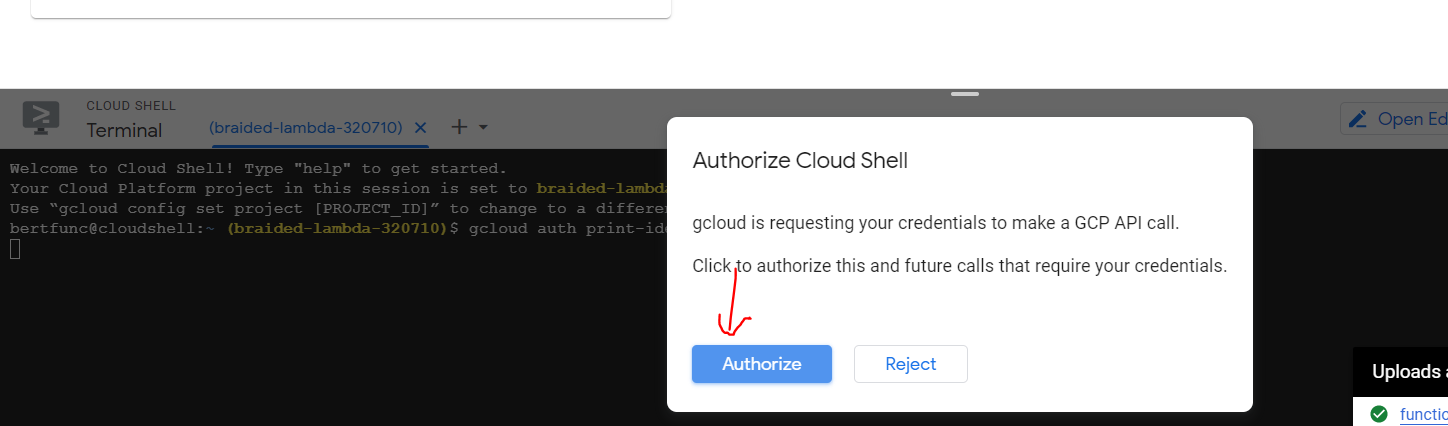 CLOUD SHELL
Terminal
(braided-lambda-320710)
Open Ed
Welcome to Cloud Shell! Type "help" to get started.
Your Cloud Platform project in this session is set to braided-lambda
Use “gcloud config set project [PROJECT_ID]” to change to a differen
bertfunc@cloudshell:~ (braided-lambda-320710)$ gcloud auth print-ide
Authorize Cloud Shell
gcloud is requesting your credentials to make a GCP API call.
Click to authorize this and future calls that require your credentials.
Authorize
Reject
Uploads a
functio